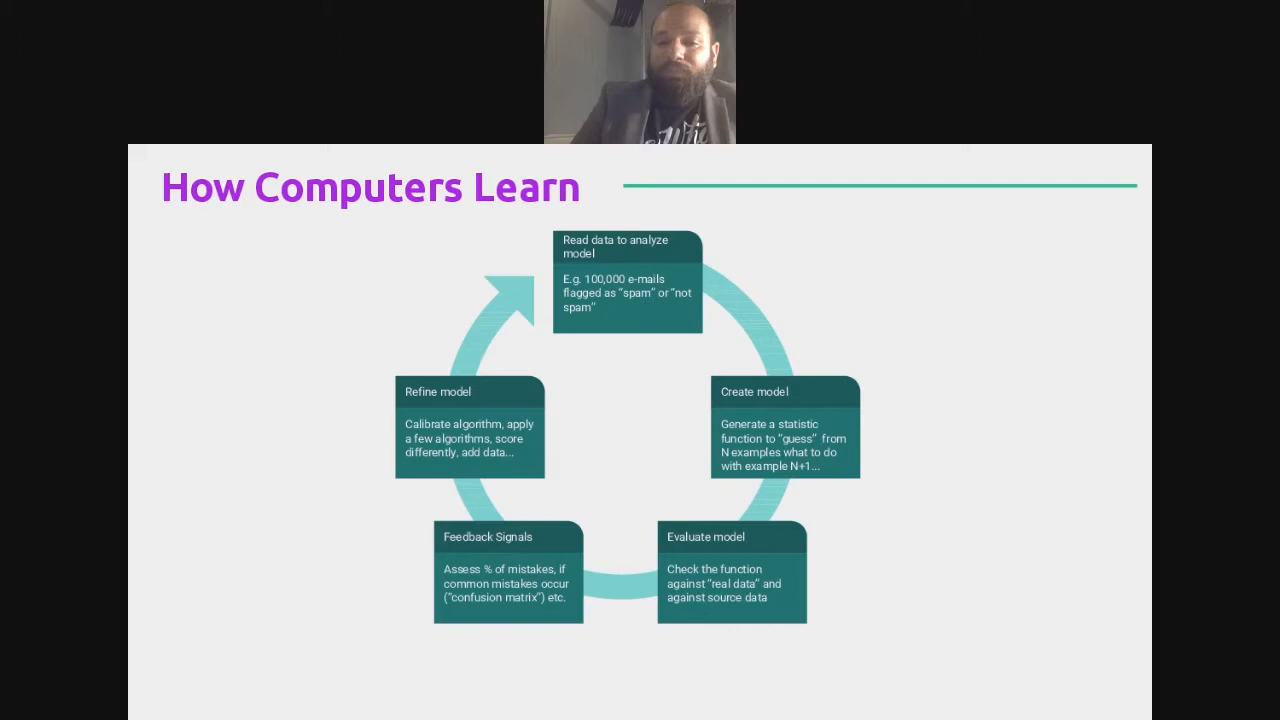 How Computers Learn
Read data to analyze
model
E.g. 100,000 e-mails
flagged as “spam” or “not
spam”
Create model
Generate a statistic
function to “guess” from
N examples what to do
with example N+1...
Evaluate model
Check the function
against “real data” and
against source data
Feedback Signals
Assess % of mistakes, if
common mistakes occur
(“confusion matrix”) etc.
Refine model
Calibrate algorithm, apply
a few algorithms, score
differently, add data...